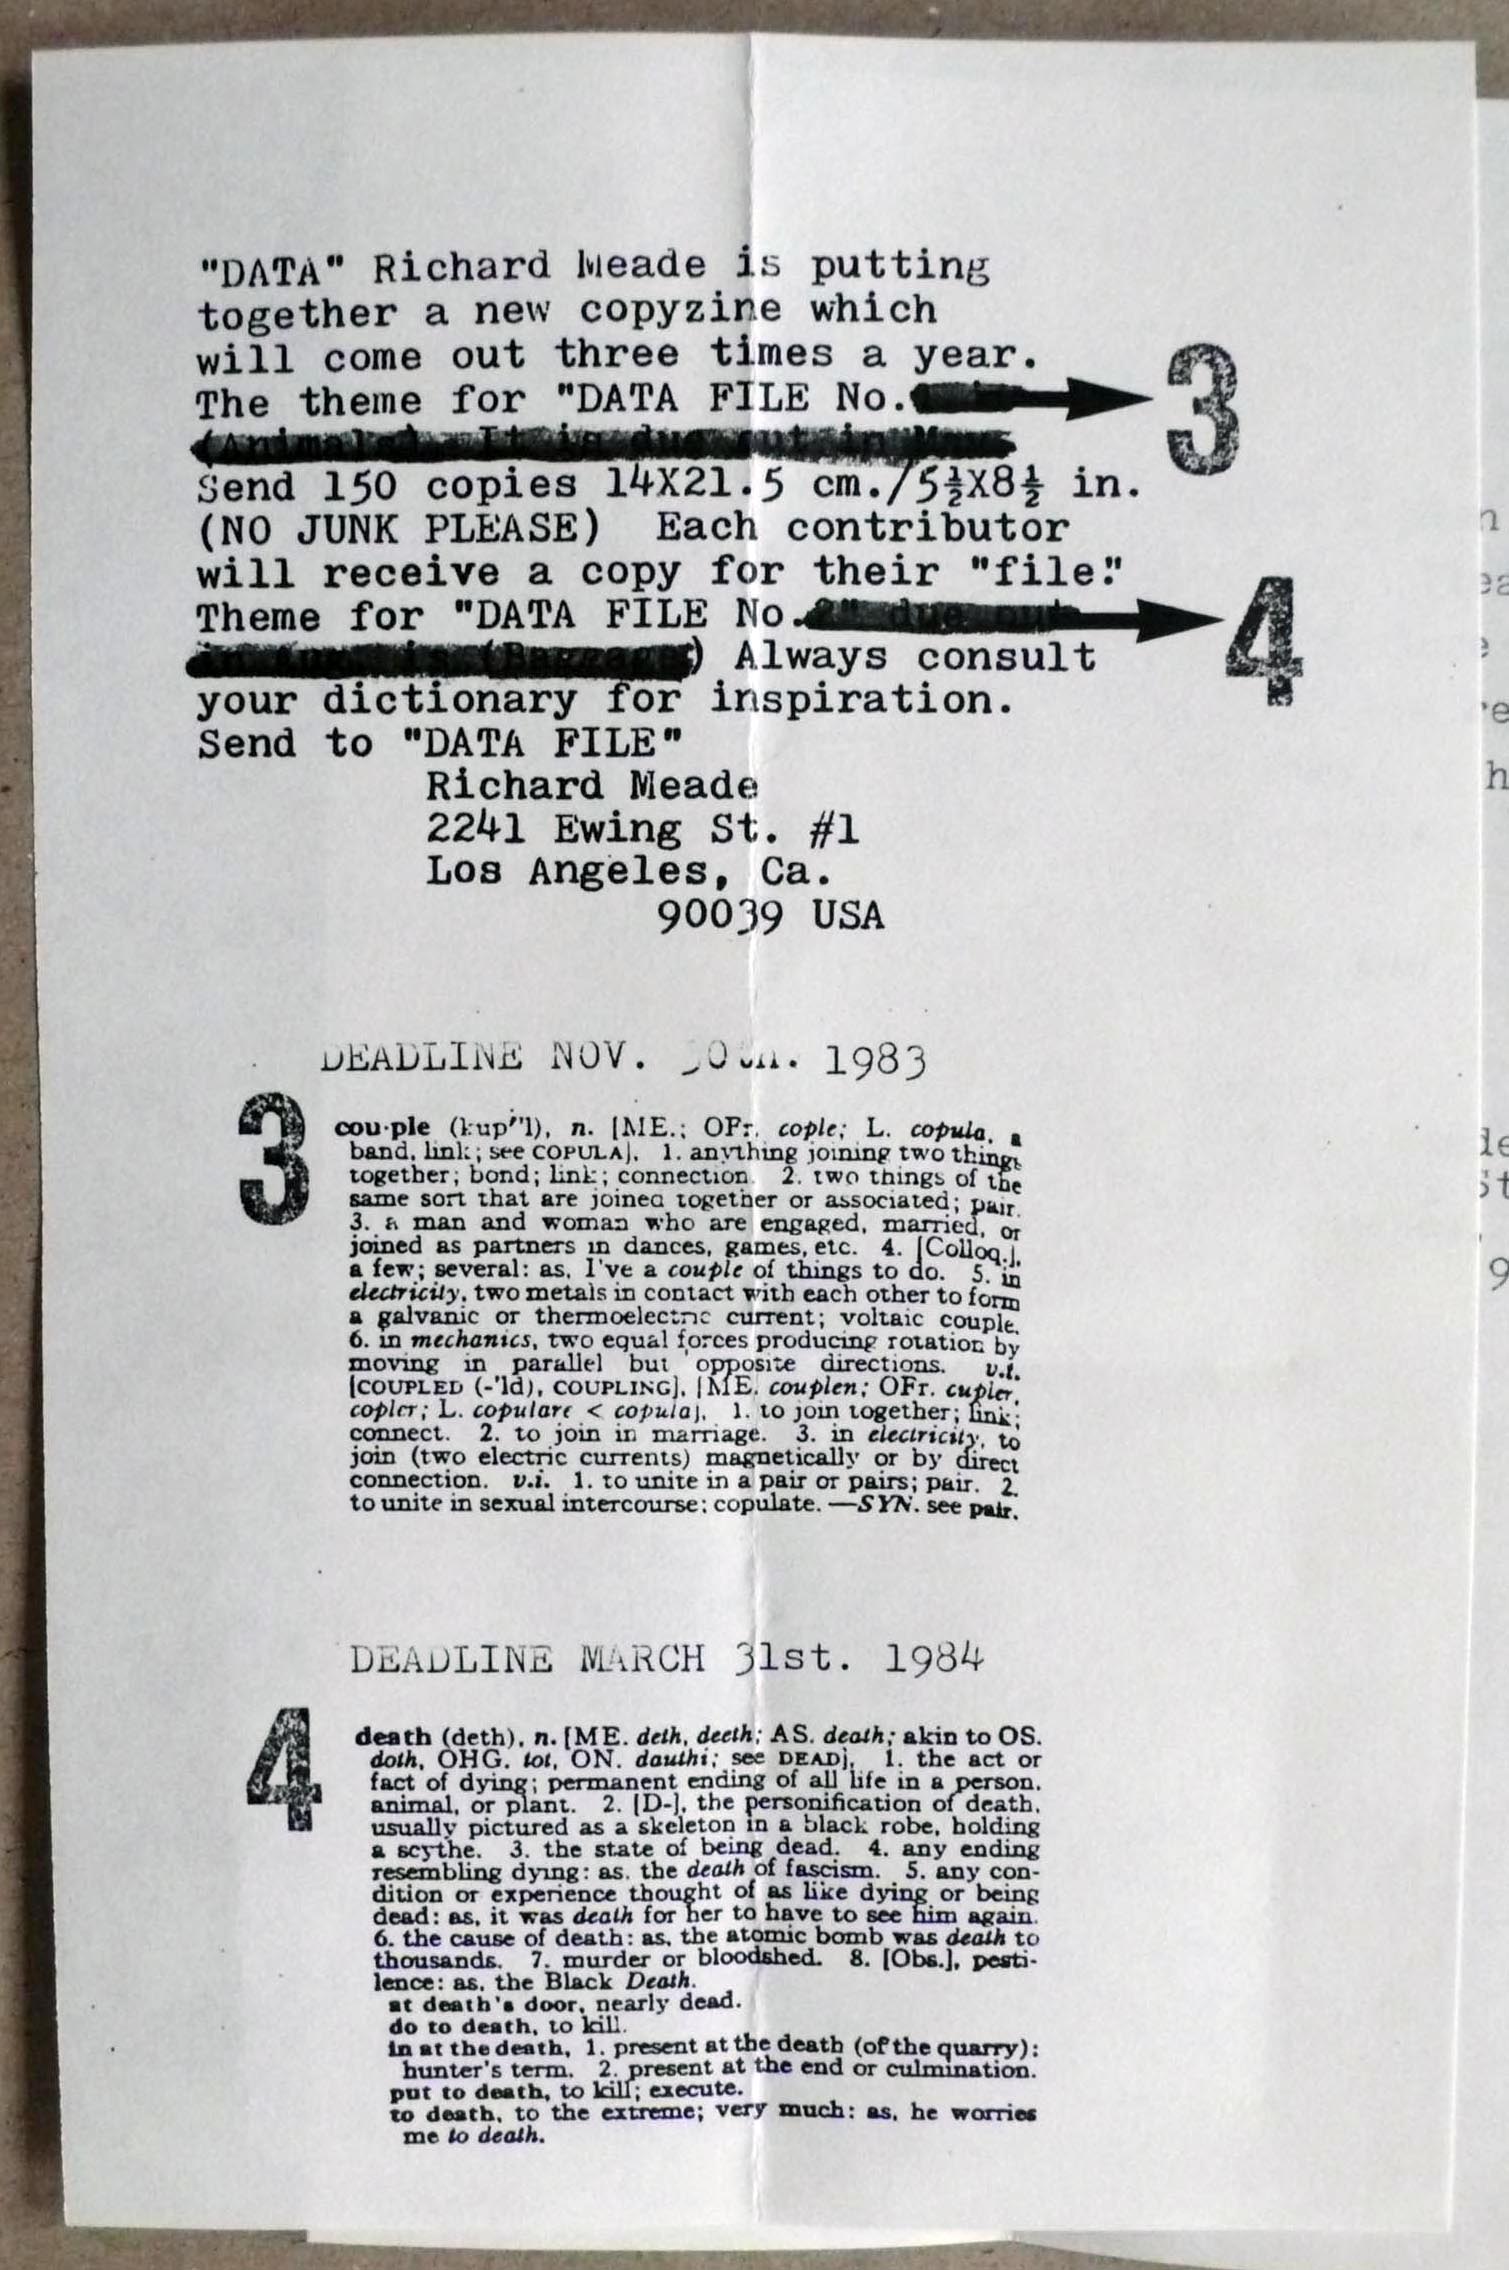 "DATA" Richard Meade is putting
together a new copyzine which
will come out three times a year.
The theme for "DATA FILE No. 3
(Animals). It is due out in
Send 150 copies 14X21.5 cm./5½X8½ in.
(NO JUNK PLEASE) Each contributor
will receive a copy for their "file".
Theme for "DATA FILE No. 2" due out 4
in is (Baggage) Always consult
your dictionary for inspiration.
Send to "DATA FILE"
Richard Meade
2241 Ewing St. #1
Los Angeles, Ca.
90039 USA
DEADLINE NOV. 1983
3
cou·ple (kup''l), n. [ME.; OFr. cople; L. copula, a
band, link; see COPULA], 1. anything joining two things
together; bond; link; connection. 2. two things of the
same sort that are joined together or associated; pair.
3. a man and woman who are engaged, married, or
joined as partners in dances, games, etc. 4. [Colloq.],
a few; several: as, I've a couple of things to do. 5. in
electricity, two metals in contact with each other to form
a galvanic or thermoelectric current; voltaic couple.
6. in mechanics, two equal forces producing rotation by
moving in parallel but opposite directions. v.t.
[COUPLED (-'ld), COUPLING], [ME. couplen; OFr. cupler,
copler; L. copulare < copula], 1. to join together; link;
connect. 2. to join in marriage. 3. in electricity, to
join (two electric currents) magnetically or by direct
connection. v.i. 1. to unite in a pair or pairs; pair. 2.
to unite in sexual intercourse; copulate. —SYN. see pair.
DEADLINE MARCH 31st. 1984
4
death (deth), n. [ME. deth, deeth; AS. death; akin to OS.
doth, OHG. tot, ON. dauthi; see DEAD], 1. the act or
fact of dying; permanent ending of all life in a person,
animal, or plant. 2. [D-], the personification of death,
usually pictured as a skeleton in a black robe, holding
a scythe. 3. the state of being dead. 4. any ending
resembling dying: as, the death of fascism. 5. any con-
dition or experience thought of as like dying or being
dead: as, it was death for her to have to see him again.
6. the cause of death: as, the atomic bomb was death to
thousands. 7. murder or bloodshed. 8. [Obs.], pesti-
lence: as, the Black Death.
at death's door, nearly dead.
do to death, to kill.
in at the death, 1. present at the death (of the quarry):
hunter's term. 2. present at the end or culmination.
put to death, to kill; execute.
to death, to the extreme; very much: as, he worries
me to death.